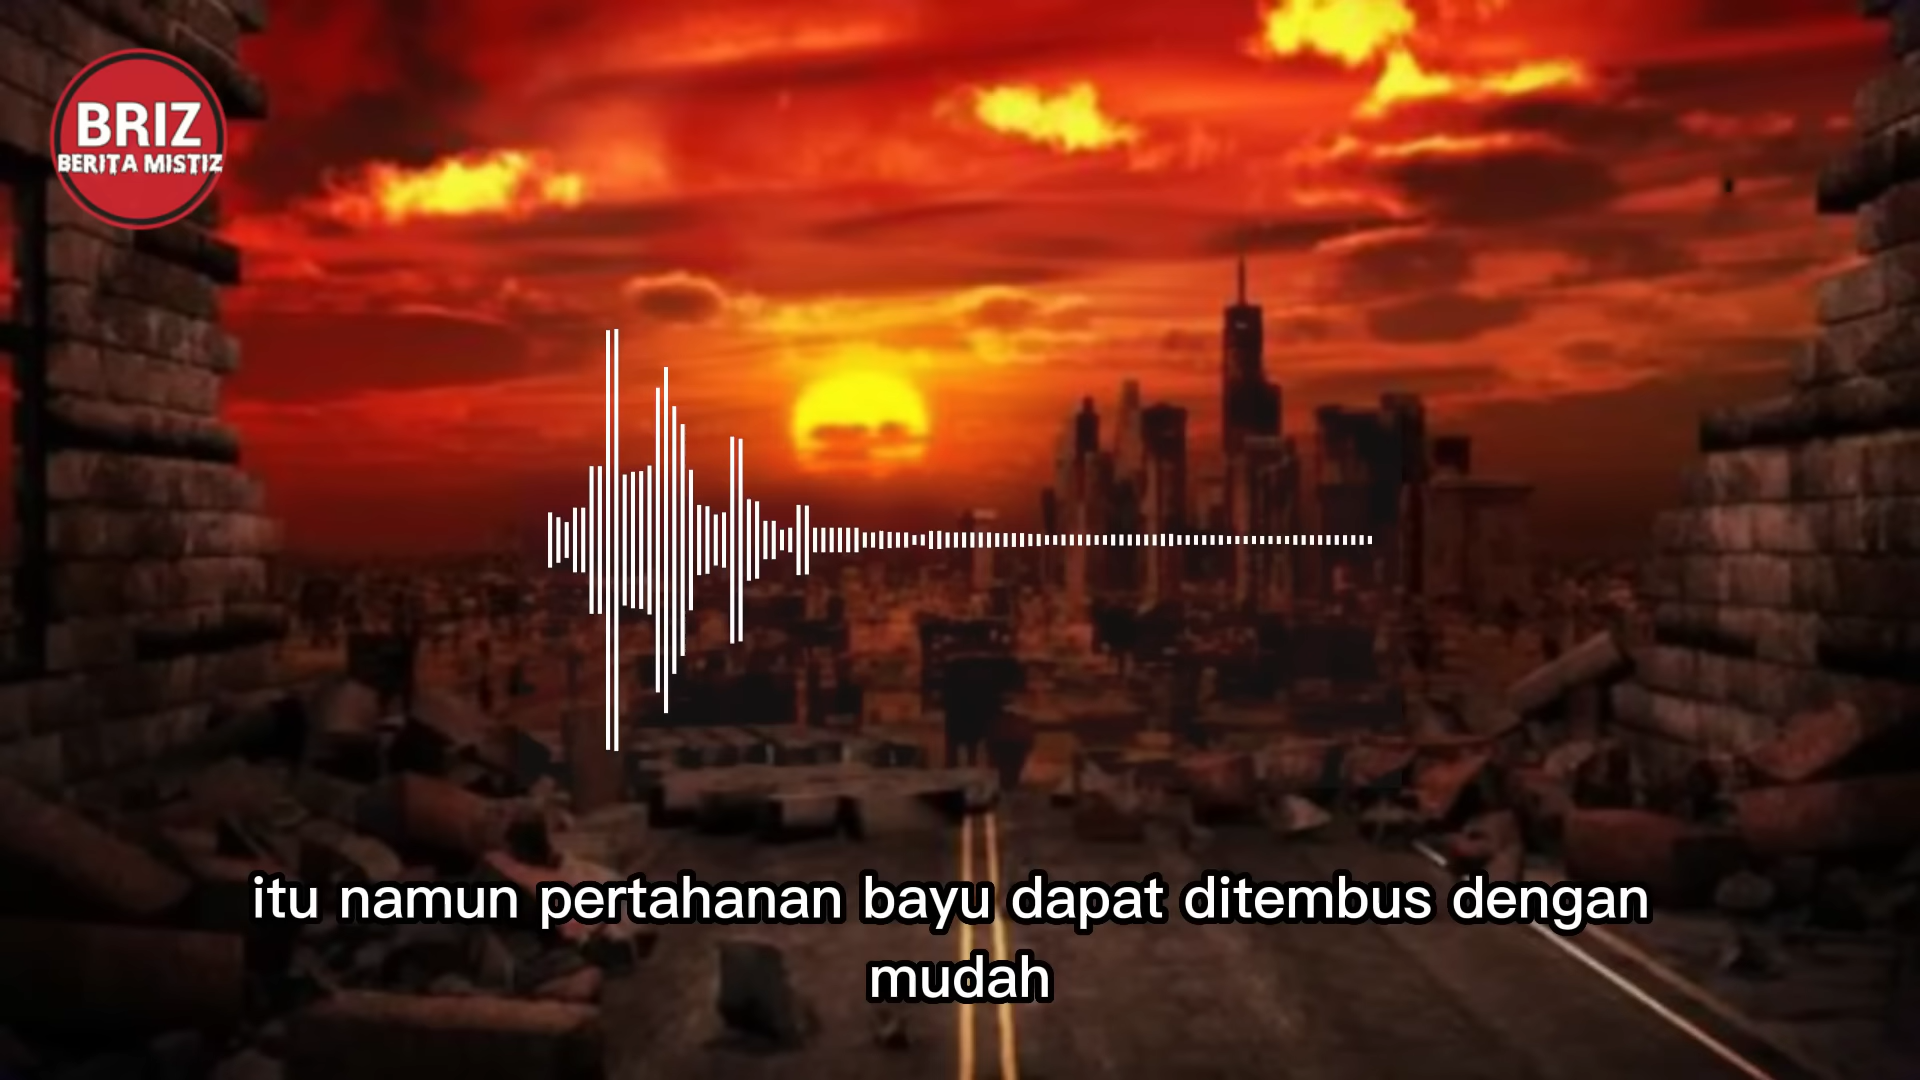 BRIZ
BERITA MISTIZ
itu namun pertahanan bayu dapat ditembus dengan
mudah